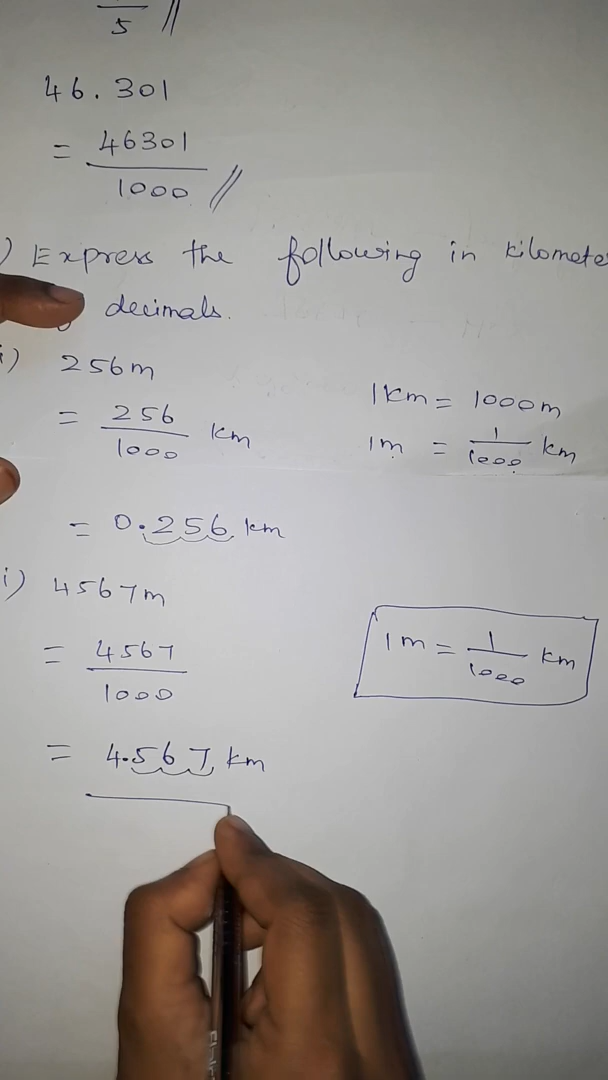 5 //
46.301
= 46301/1000 //
) Express the following in kilomete
decimals.
i) 256m
= 256/1000 km
1km = 1000m
1m = 1/1000 km
= 0.256 km
i) 4567m
= 4567/1000
1m = 1/1000 km
= 4.567 km